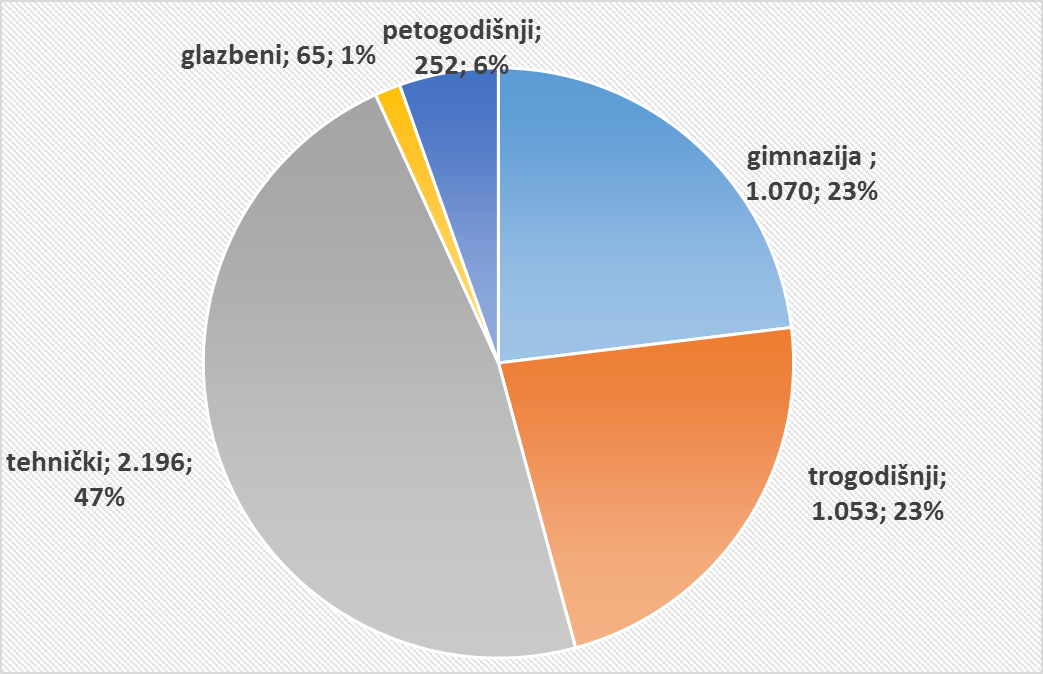 petogodišnji;
252; 6%
glazbeni; 65; 1%
gimnazija ;
1.070; 23%
tehnički; 2.196;
47%
trogodišnji;
1.053; 23%